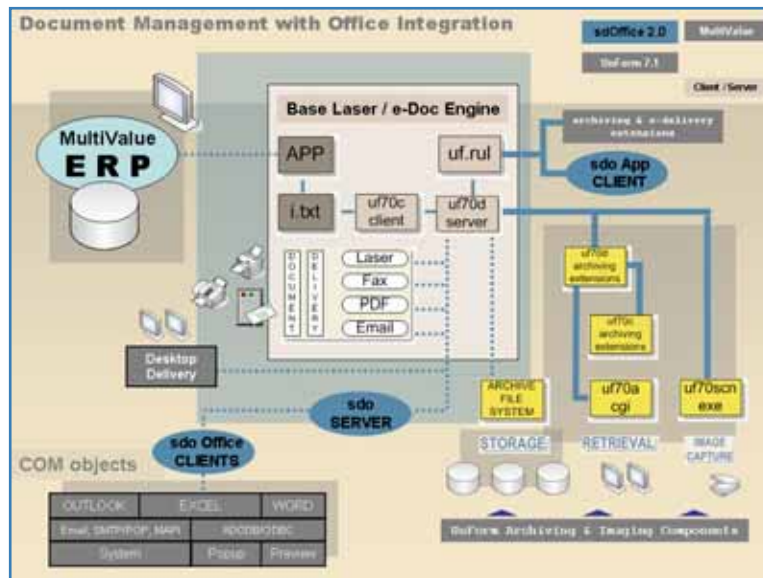 Document Management with Office Integration
sdOffice 2.0
MultiValue
UnForm 7.1
Client / Server
Base Laser / e-Doc Engine
MultiValue
ERP
APP
uf.rul
archiving & e-delivery
extensions
sdo App
CLIENT
i.txt
uf70c
client
uf70d
server
DOCUMENT
DELIVERY
Laser
Fax
PDF
Email
uf70d
archiving
extensions
uf70c
archiving
extensions
Desktop
Delivery
ARCHIVE
FILE
SYSTEM
uf70a
cgi
uf70scn
exe
sdo
SERVER
sdo Office
CLIENTS
STORAGE
RETRIEVAL
IMAGE
CAPTURE
COM objects
OUTLOOK
EXCEL
WORD
Email, SMTP/POP, MAPI
ADODB/ODBC
System
Popup
Preview
UnForm Archiving & Imaging Components